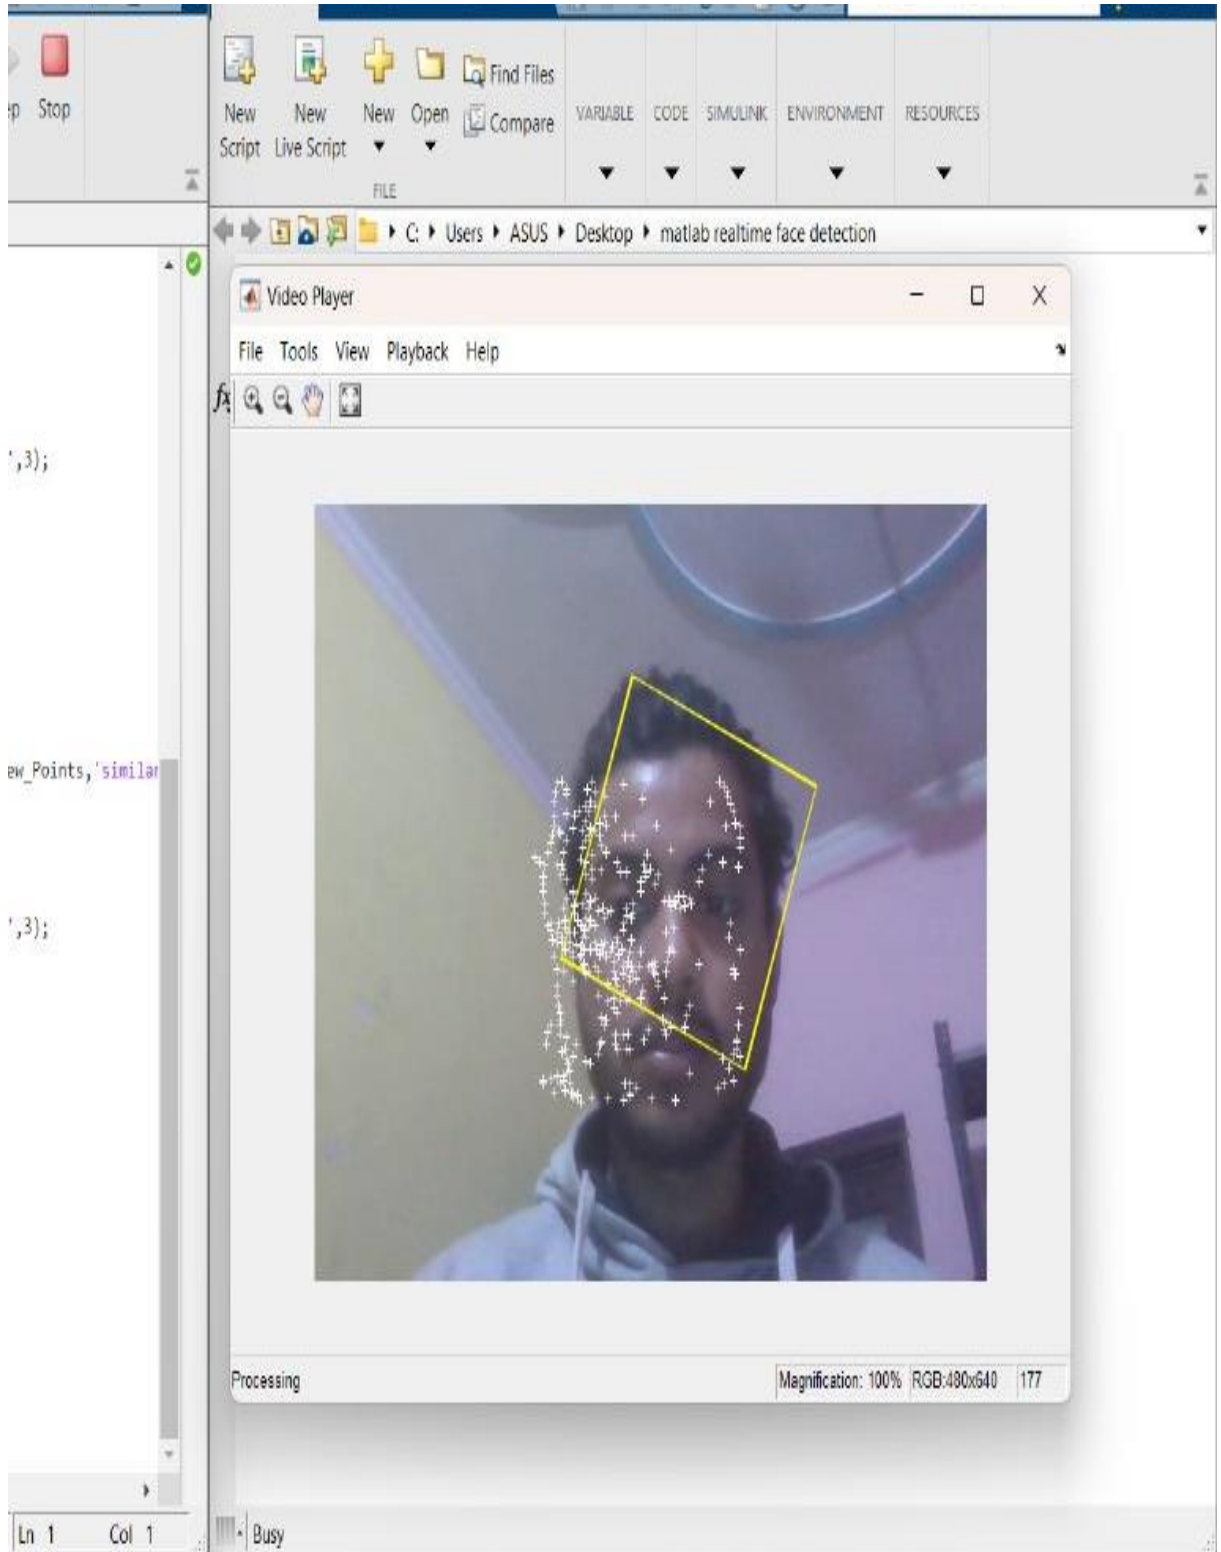 ep Stop
New Script
New Live Script
New
Open
Find Files
Compare
VARIABLE
CODE
SIMULINK
ENVIRONMENT
RESOURCES
FILE
C: Users ASUS Desktop matlab realtime face detection
Video Player
File Tools View Playback Help
fx
',3);
ew_Points,'similar
',3);
Processing
Magnification: 100% RGB:480x640 177
Ln 1 Col 1
Busy